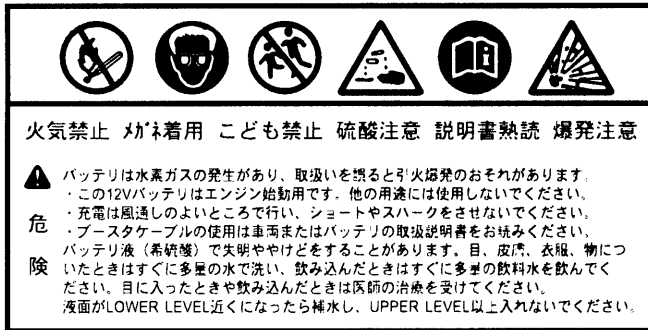 火気禁止 メガネ着用 こども禁止 硫酸注意 説明書熟読 爆発注意
危険
バッテリは水素ガスの発生があり、取扱いを誤ると引火爆発のおそれがあります。
・この12Vバッテリはエンジン始動用です。他の用途には使用しないでください。
・充電は風通しのよいところで行い、ショートやスパークをさせないでください。
・ブースタケーブルの使用は車両またはバッテリの取扱説明書をお読みください。
バッテリ液（希硫酸）で失明ややけどをすることがあります。目、皮膚、衣服、物につ
いたときはすぐに多量の水で洗い、飲み込んだときはすぐに多量の飲料水を飲んでく
ださい。目に入ったときや飲み込んだときは医師の治療を受けてください。
液面がLOWER LEVEL近くになったら補水し、UPPER LEVEL以上入れないでください。